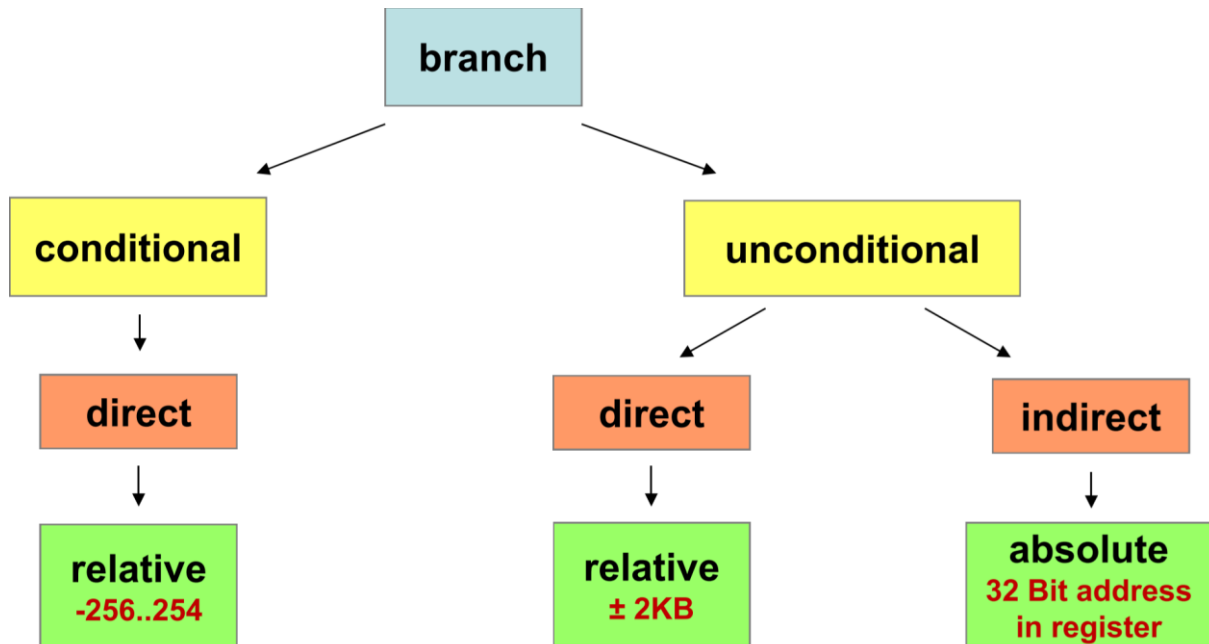 branch
conditional
unconditional
direct
direct
indirect
relative
-256..254
relative
± 2KB
absolute
32 Bit address
in register